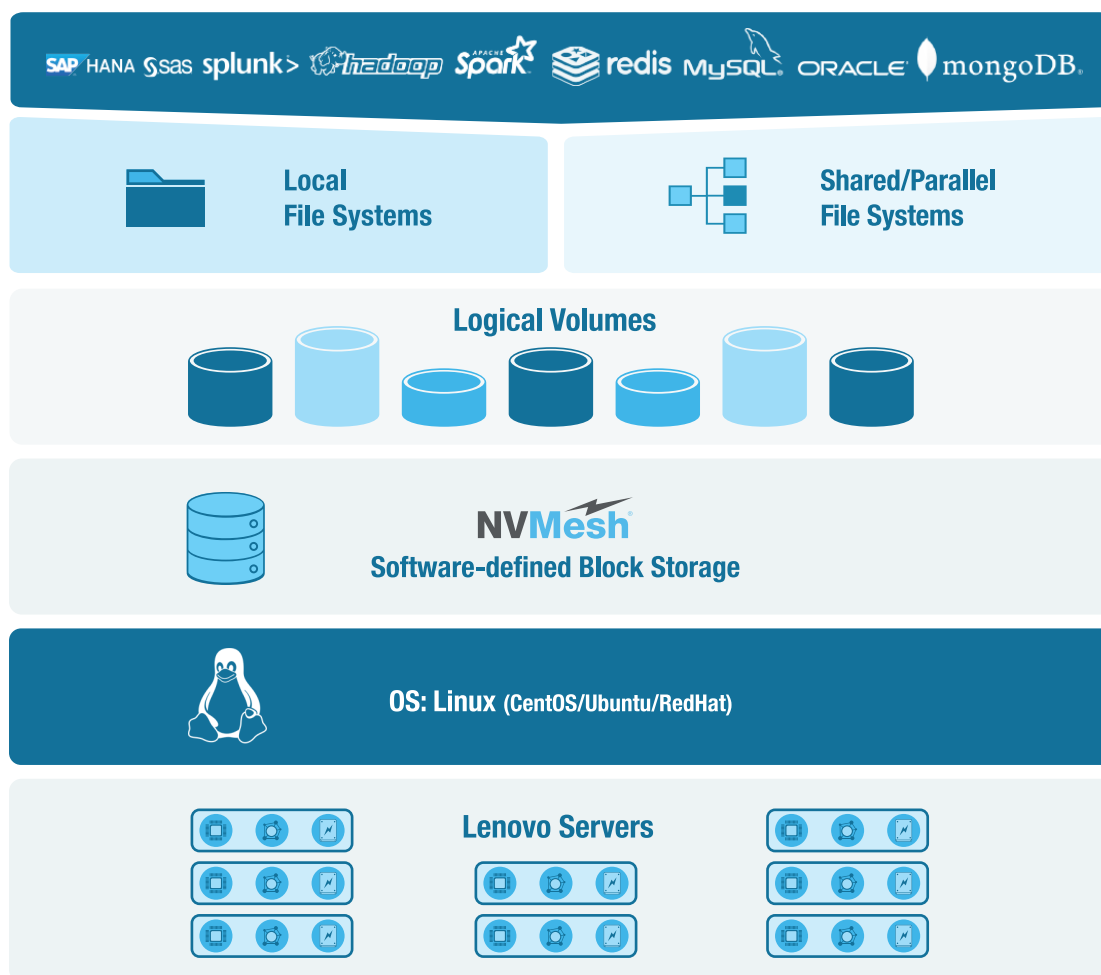 SAP HANA sas splunk> hadoop APACHE Spark redis MySQL® ORACLE® mongoDB®
Local
File Systems
Shared/Parallel
File Systems
Logical Volumes
NVMesh®
Software-defined Block Storage
OS: Linux (CentOS/Ubuntu/RedHat)
Lenovo Servers